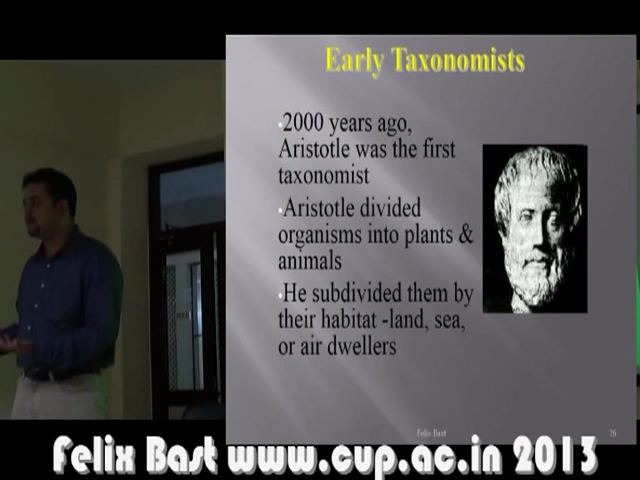 Early Taxonomists
•2000 years ago,
Aristotle was the first
taxonomist
•Aristotle divided
organisms into plants &
animals
•He subdivided them by
their habitat -land, sea,
or air dwellers
Felix Bast
26
Felix Bast www.cup.ac.in 2013